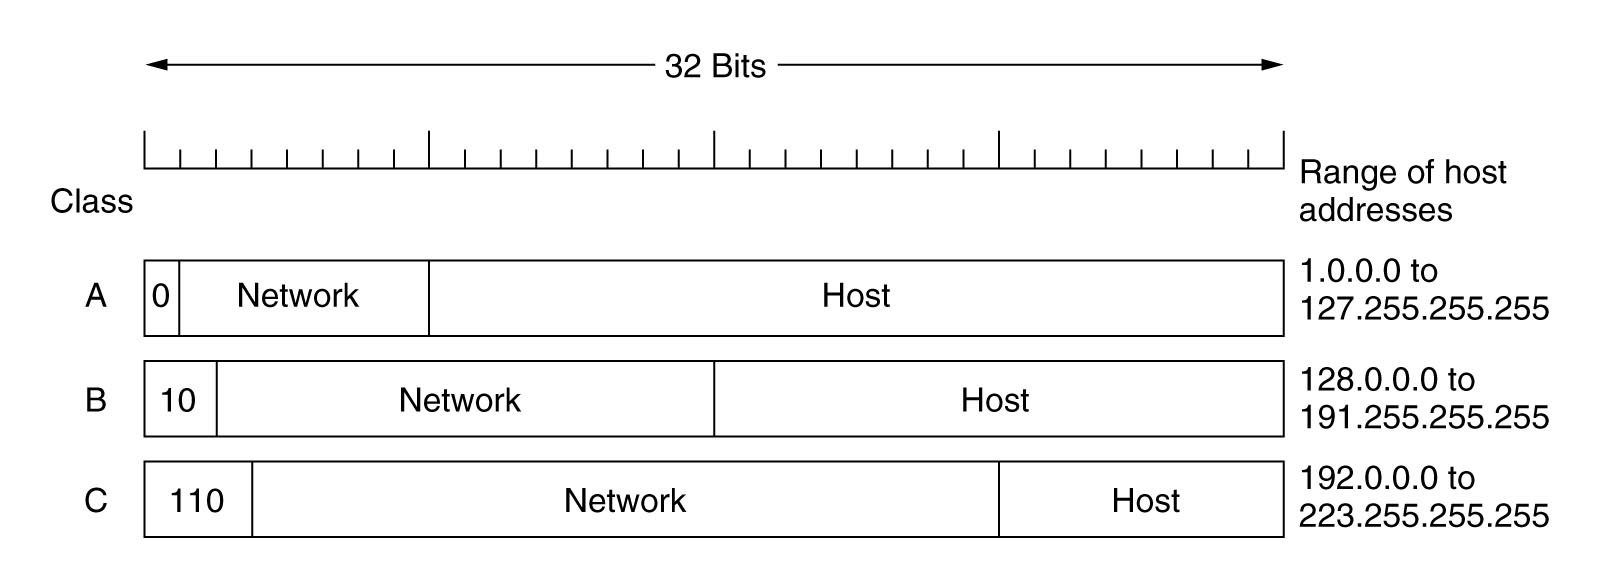 32 Bits
Range of host
addresses
Class
A
0
Network
Host
1.0.0.0 to
127.255.255.255
B
10
Network
Host
128.0.0.0 to
191.255.255.255
C
110
Network
Host
192.0.0.0 to
223.255.255.255